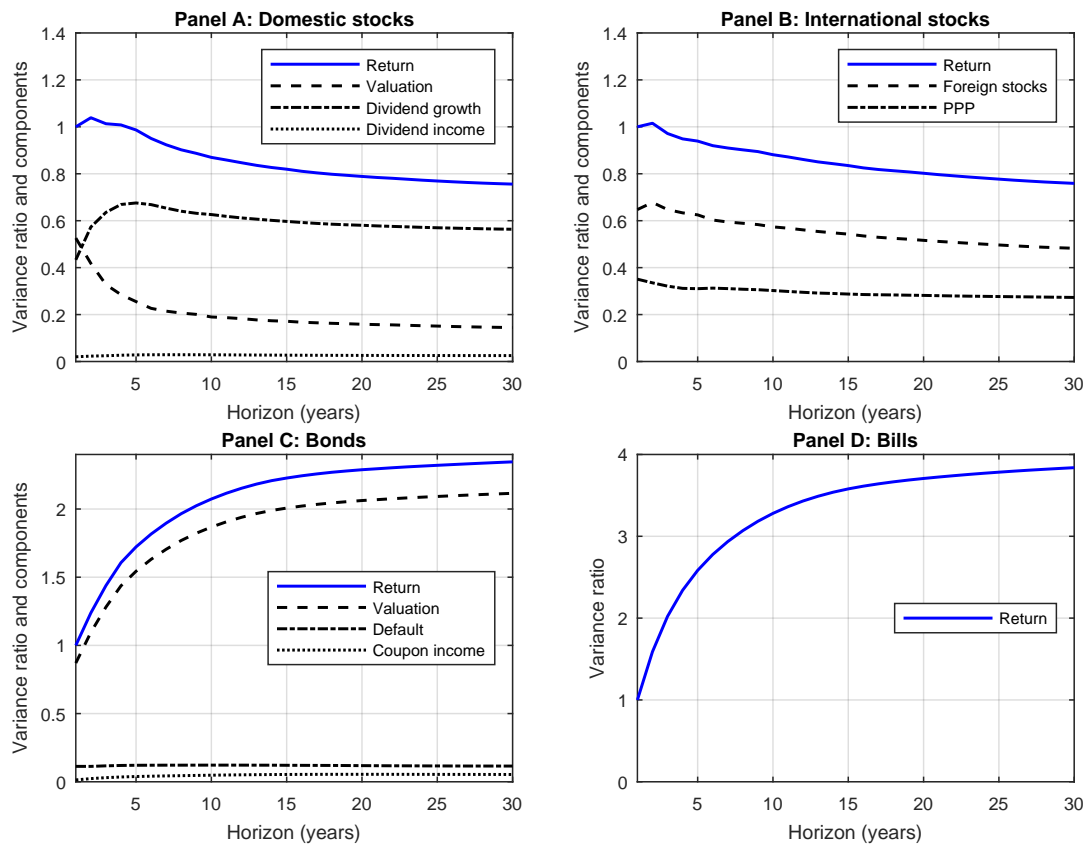 Panel A: Domestic stocks
Variance ratio and components
1.4
1.2
1
0.8
0.6
0.4
0.2
0
Return
Valuation
Dividend growth
Dividend income
5
10
15
20
25
30
Horizon (years)
Panel B: International stocks
Variance ratio and components
1.4
1.2
1
0.8
0.6
0.4
0.2
0
Return
Foreign stocks
PPP
5
10
15
20
25
30
Horizon (years)
Panel C: Bonds
Variance ratio and components
2
1.5
1
0.5
0
Return
Valuation
Default
Coupon income
5
10
15
20
25
30
Horizon (years)
Panel D: Bills
Variance ratio
4
3
2
1
0
Return
5
10
15
20
25
30
Horizon (years)